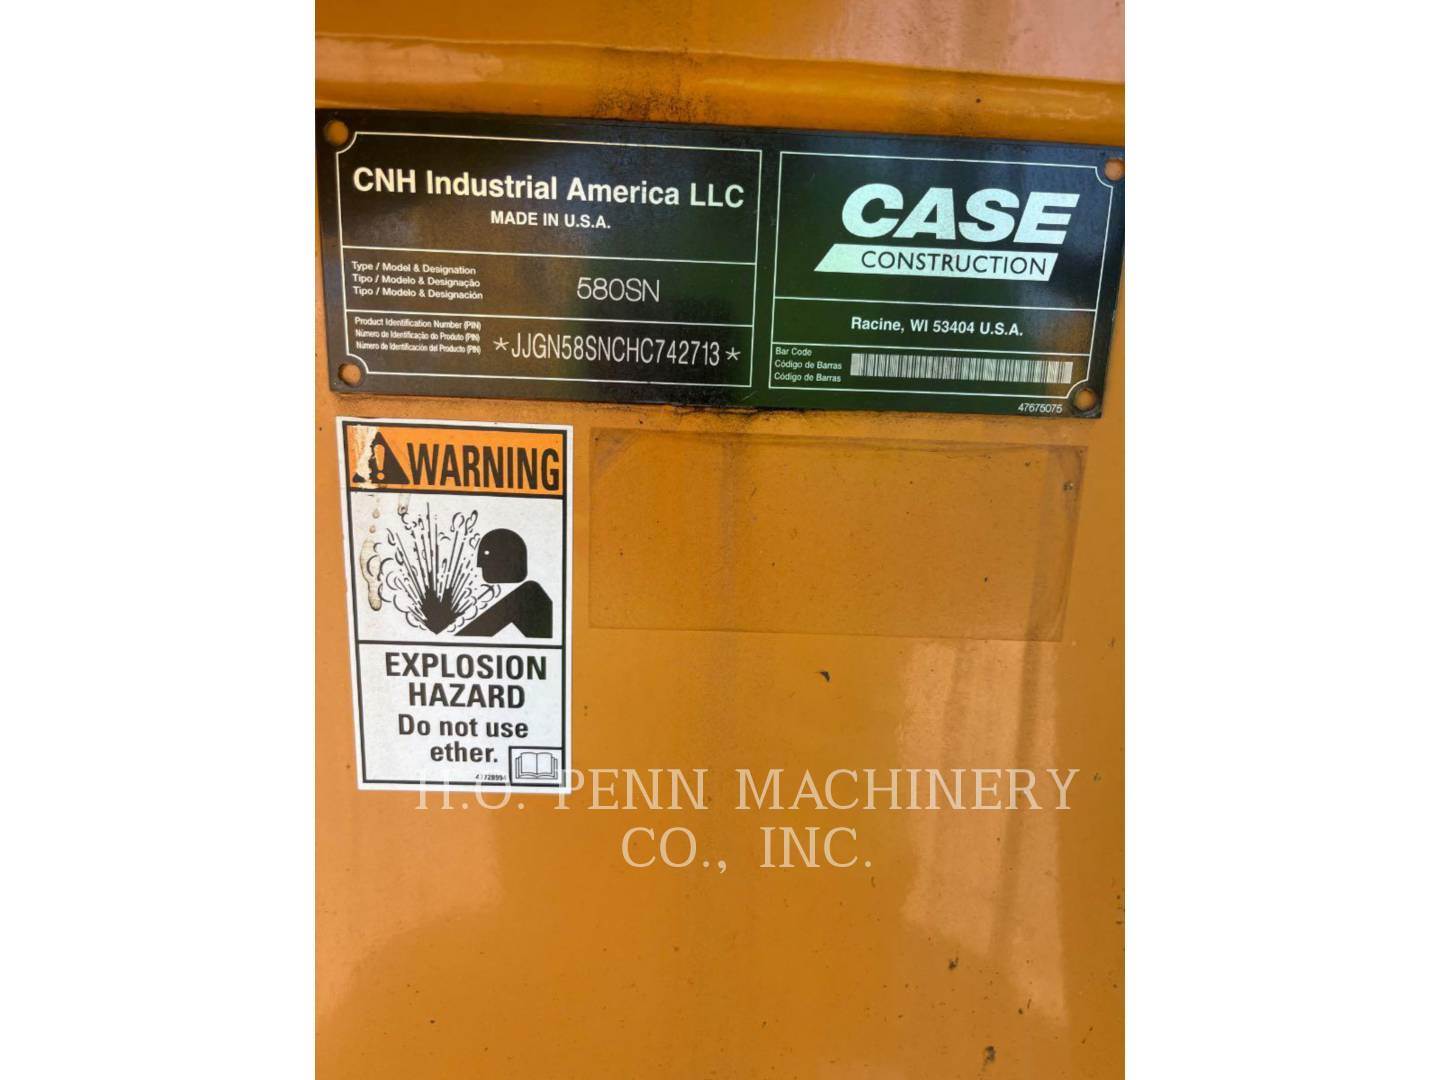 CNH Industrial America LLC
MADE IN U.S.A.
Type / Model & Designation
Tipo / Modelo & Designação
Tipo / Modelo & Designación
580SN
Product Identification Number (PIN)
Número de Identificação do Produto (PIN)
Número de Identificación del Producto (PIN)
*JJGN58SNCHC742713*
CASE
CONSTRUCTION
Racine, WI 53404 U.S.A.
Bar Code
Código de Barras
Código de Barras
47675075
WARNING
EXPLOSION
HAZARD
Do not use
ether.
H.O. PENN MACHINERY
CO., INC.